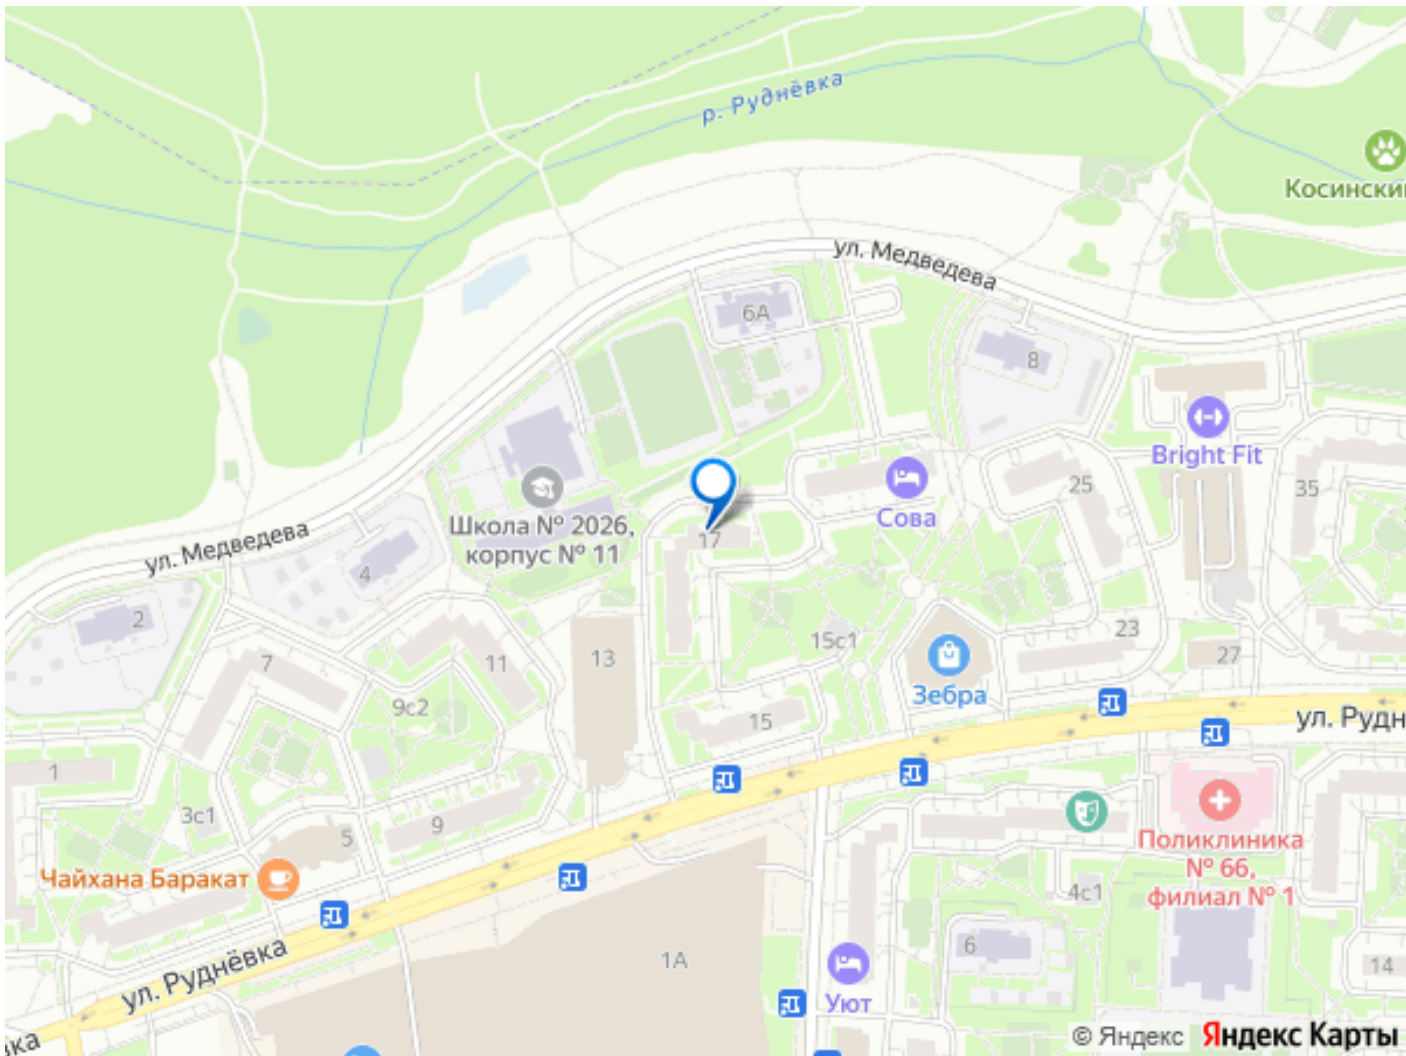 р. Руднёвка
Косинский
ул. Медведева
6А
8
Bright Fit
25
35
Сова
Школа № 2026,
корпус № 11
17
ул. Медведева
4
2
7
11
13
15с1
23
27
Зебра
9с2
15
ул. Рудн
1
3с1
9
5
Чайхана Баракат
Поликлиника
№ 66,
филиал № 1
4с1
ул. Руднёвка
1А
6
14
Уют
вка
© Яндекс Яндекс Карты